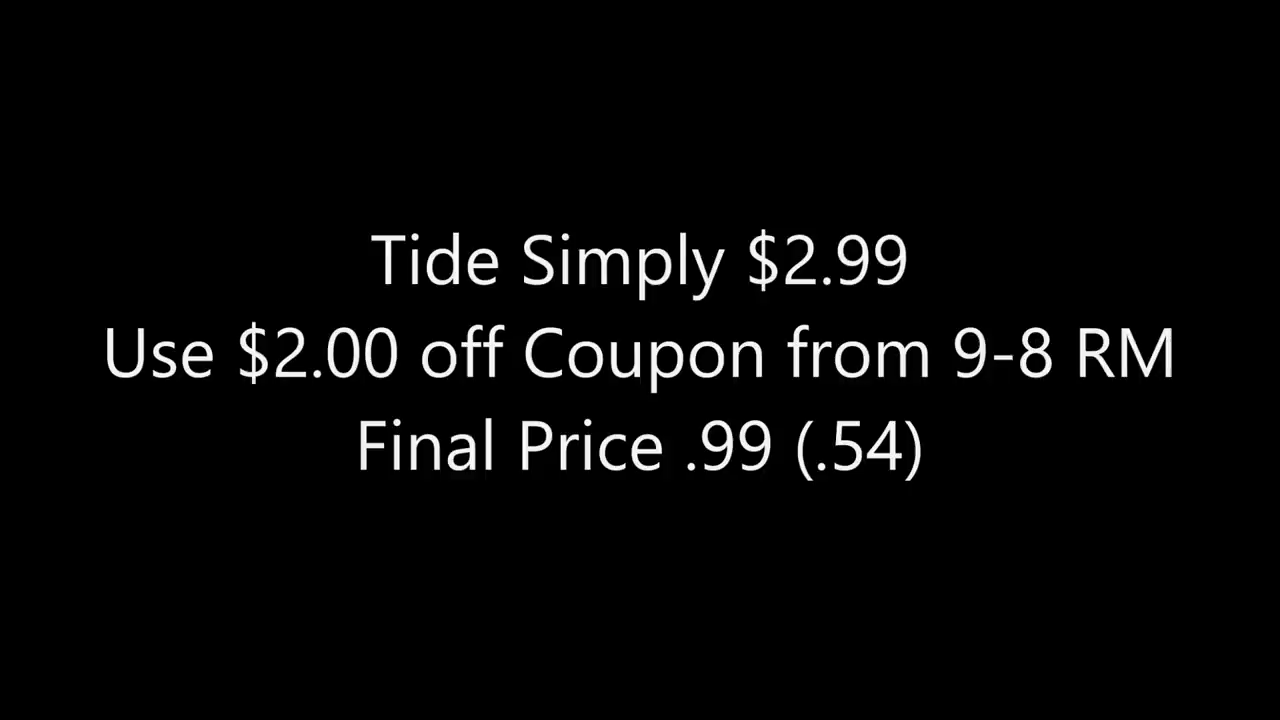 Tide Simply $2.99
Use $2.00 off Coupon from 9-8 RM
Final Price .99 (.54)